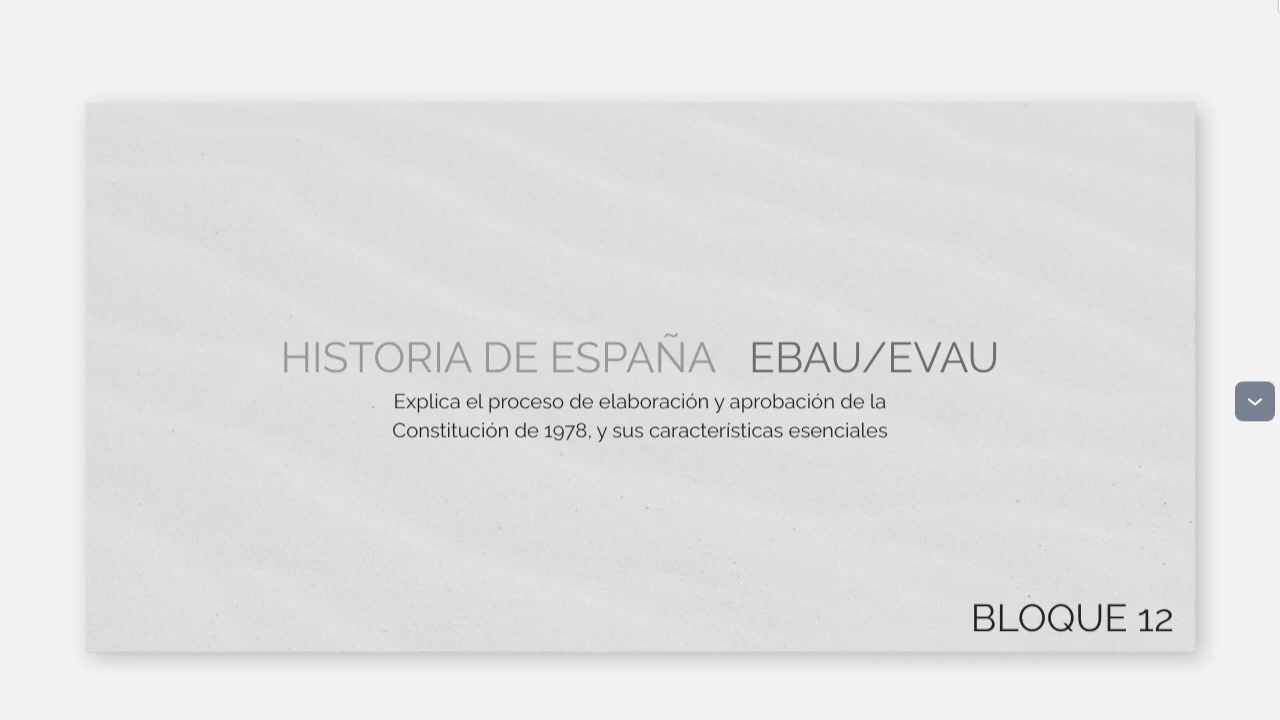 HISTORIA DE ESPAÑA EBAU/EVAU
Explica el proceso de elaboración y aprobación de la
Constitución de 1978, y sus características esenciales
BLOQUE 12